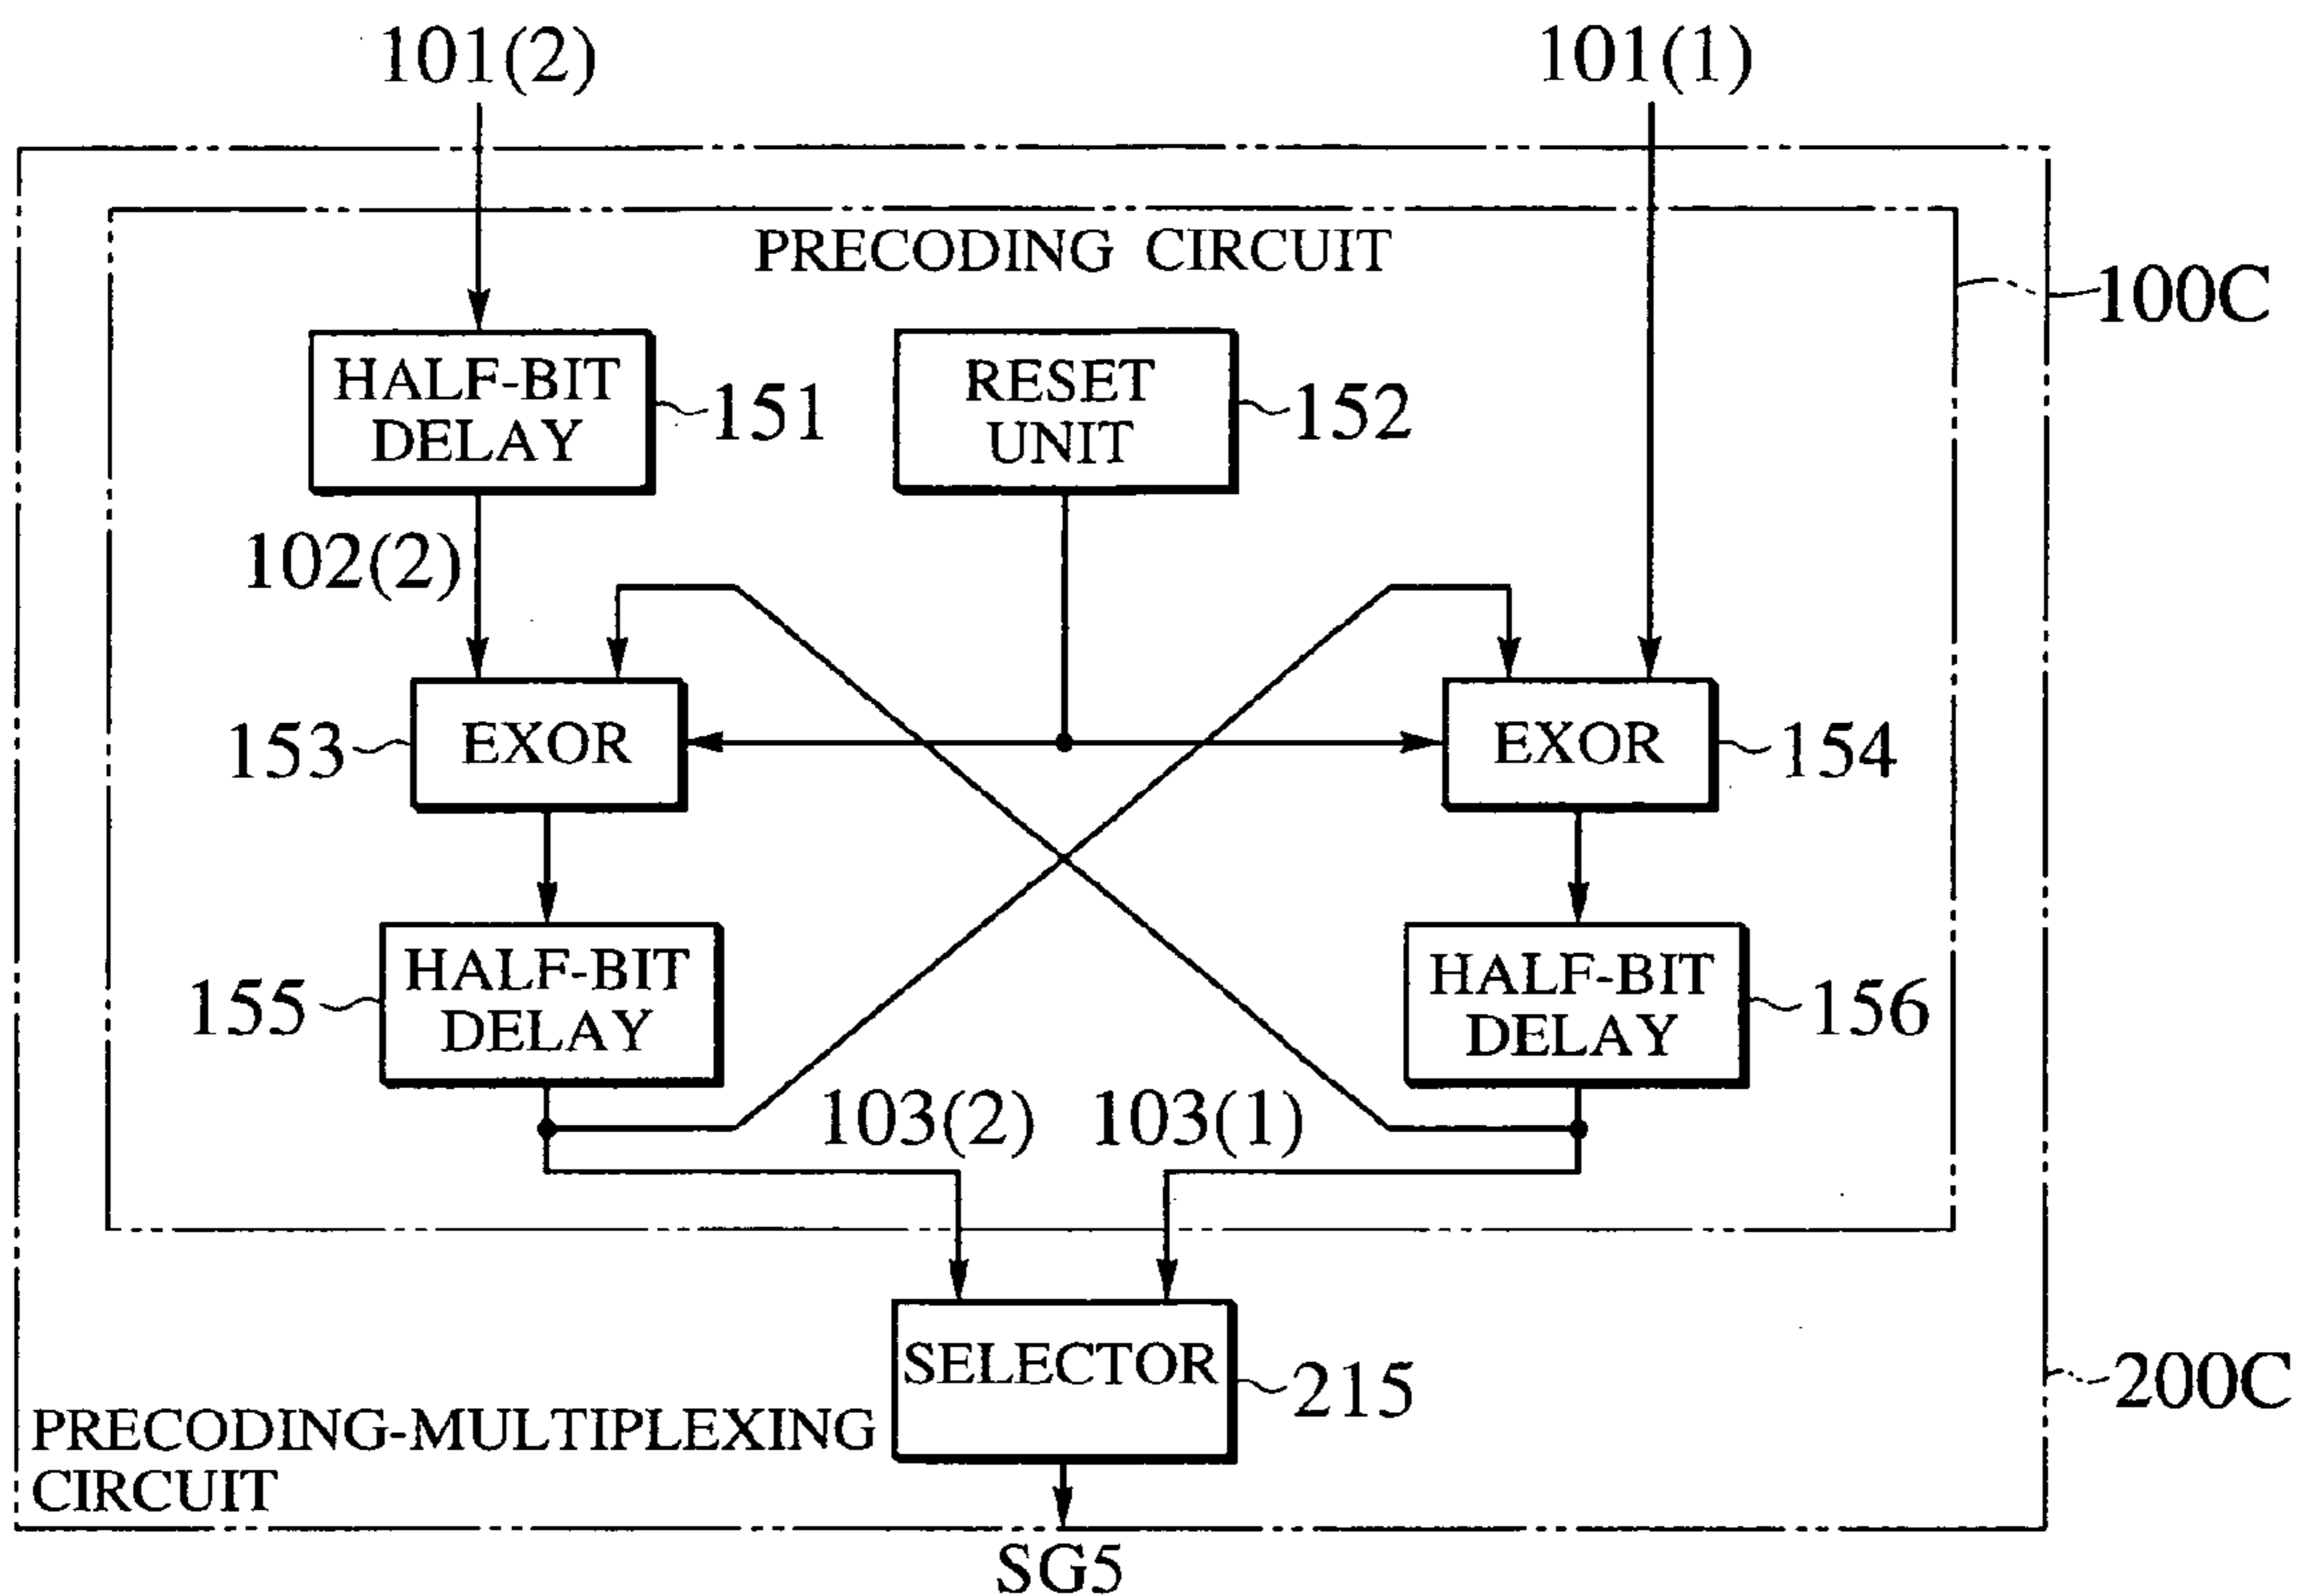 101(2)
101(1)
PRECODING CIRCUIT
100C
HALF-BIT
DELAY
151
RESET
UNIT
152
102(2)
153
EXOR
EXOR
154
155
HALF-BIT
DELAY
HALF-BIT
DELAY
156
103(2)
103(1)
SELECTOR
215
200C
PRECODING-MULTIPLEXING
CIRCUIT
SG5